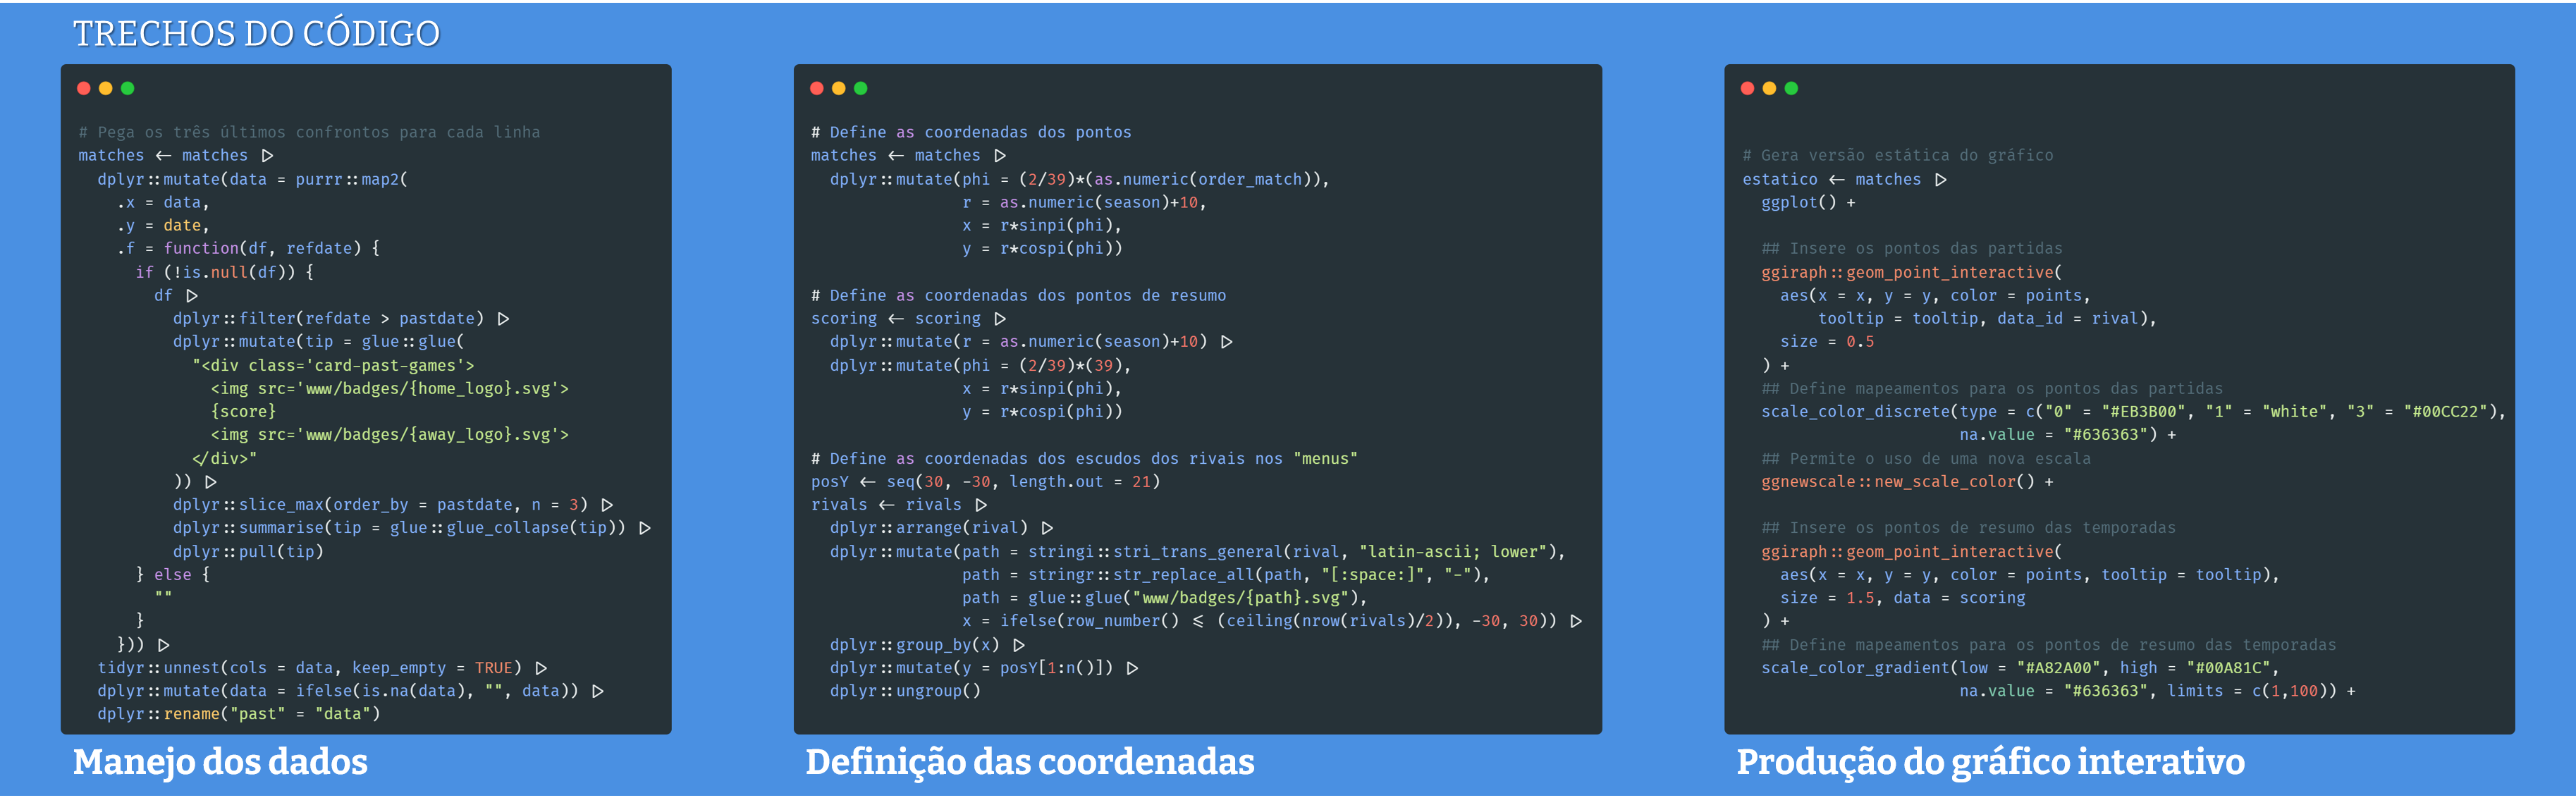 TRECHOS DO CÓDIGO
# Pega os três últimos confrontos para cada linha
matches <- matches |>
  dplyr::mutate(data = purrr::map2(
    .x = data,
    .y = date,
    .f = function(df, refdate) {
      if (!is.null(df)) {
        df |>
          dplyr::filter(refdate > pastdate) |>
          dplyr::mutate(tip = glue::glue(
            "<div class='card-past-games'>
              <img src='www/badges/{home_logo}.svg'>
              {score}
              <img src='www/badges/{away_logo}.svg'>
            </div>"
          )) |>
          dplyr::slice_max(order_by = pastdate, n = 3) |>
          dplyr::summarise(tip = glue::glue_collapse(tip)) |>
          dplyr::pull(tip)
      } else {
        ""
      }
    })) |>
  tidyr::unnest(cols = data, keep_empty = TRUE) |>
  dplyr::mutate(data = ifelse(is.na(data), "", data)) |>
  dplyr::rename("past" = "data")
Manejo dos dados
# Define as coordenadas dos pontos
matches <- matches |>
  dplyr::mutate(phi = (2/39)*(as.numeric(order_match)),
                r = as.numeric(season)+10,
                x = r*sinpi(phi),
                y = r*cospi(phi))
# Define as coordenadas dos pontos de resumo
scoring <- scoring |>
  dplyr::mutate(r = as.numeric(season)+10) |>
  dplyr::mutate(phi = (2/39)*(39),
                x = r*sinpi(phi),
                y = r*cospi(phi))
# Define as coordenadas dos escudos dos rivais nos "menus"
posY <- seq(30, -30, length.out = 21)
rivals <- rivals |>
  dplyr::arrange(rival) |>
  dplyr::mutate(path = stringi::stri_trans_general(rival, "latin-ascii; lower"),
                path = stringr::str_replace_all(path, "[:space:]", "-"),
                path = glue::glue("www/badges/{path}.svg"),
                x = ifelse(row_number() <= (ceiling(nrow(rivals)/2)), -30, 30)) |>
  dplyr::group_by(x) |>
  dplyr::mutate(y = posY[1:n()]) |>
  dplyr::ungroup()
Definição das coordenadas
# Gera versão estática do gráfico
estatico <- matches |>
  ggplot() +
  ## Insere os pontos das partidas
  ggiraph::geom_point_interactive(
    aes(x = x, y = y, color = points,
        tooltip = tooltip, data_id = rival),
    size = 0.5
  ) +
  ## Define mapeamentos para os pontos das partidas
  scale_color_discrete(type = c("0" = "#EB3B00", "1" = "white", "3" = "#00CC22"),
                       na.value = "#636363") +
  ## Permite o uso de uma nova escala
  ggnewscale::new_scale_color() +
  ## Insere os pontos de resumo das temporadas
  ggiraph::geom_point_interactive(
    aes(x = x, y = y, color = points, tooltip = tooltip),
    size = 1.5, data = scoring
  ) +
  ## Define mapeamentos para os pontos de resumo das temporadas
  scale_color_gradient(low = "#A82A00", high = "#00A81C",
                       na.value = "#636363", limits = c(1,100)) +
Produção do gráfico interativo